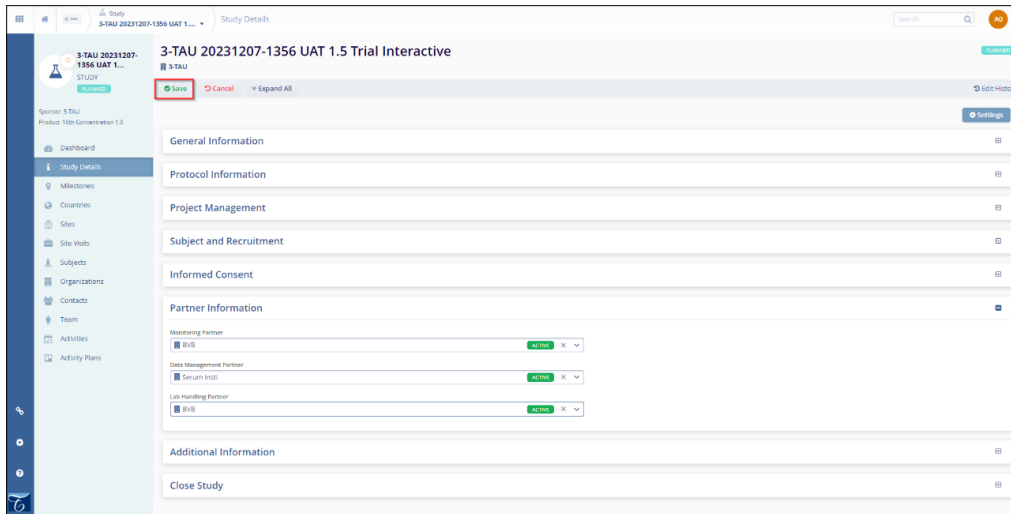 Study
3-TAU 20231207-1356 UAT 1....
Study Details
Search
AO
3-TAU 20231207-
1356 UAT 1...
STUDY
PLANNED
Sponsor 3-TAU
Product 10th Concentration 1.0
Dashboard
Study Details
Milestones
Countries
Sites
Site Visits
Subjects
Organizations
Contacts
Team
Activities
Activity Plans
3-TAU 20231207-1356 UAT 1.5 Trial Interactive
PLANNED
3-TAU
Save
Cancel
Expand All
Edit Histo
Settings
General Information
Protocol Information
Project Management
Subject and Recruitment
Informed Consent
Partner Information
Monitoring Partner
BVB ACTIVE
Data Management Partner
Serum Insti ACTIVE
Lab Handling Partner
BVB ACTIVE
Additional Information
Close Study